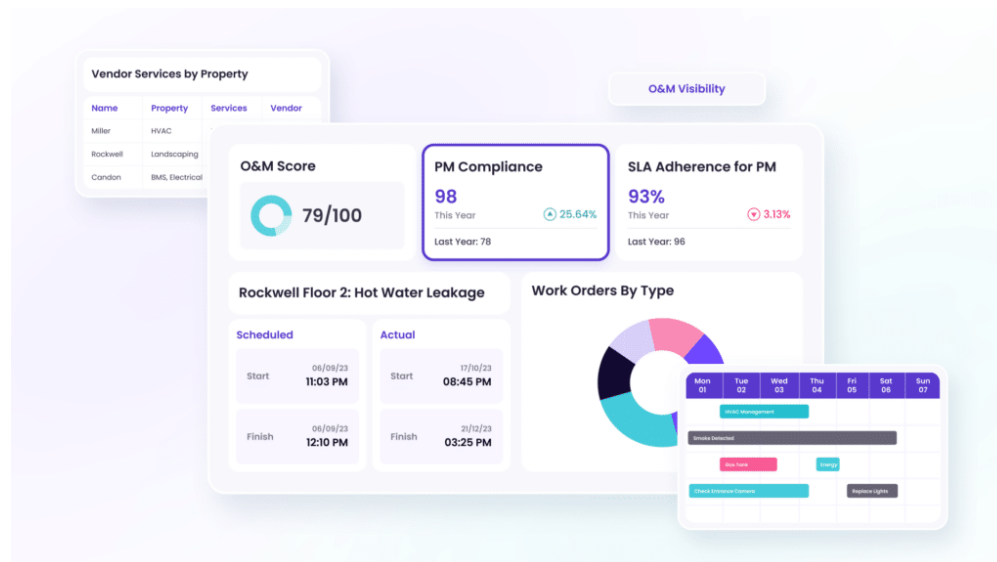 Vendor Services by Property
Name Property Services Vendor
Miller HVAC
Rockwell Landscaping
Candon BMS, Electrical
O&M Visibility
O&M Score
79/100
PM Compliance
98
This Year 25.64%
Last Year: 78
SLA Adherence for PM
93%
This Year 3.13%
Last Year: 96
Rockwell Floor 2: Hot Water Leakage
Scheduled
Start 06/09/23
11:03 PM
Finish 06/09/23
12:10 PM
Actual
Start 17/10/23
08:45 PM
Finish 21/12/23
03:25 PM
Work Orders By Type
Mon Tue Wed Thu Fri Sat Sun
01 02 03 04 05 06 07
HVAC Management
Smoke Detected
Gas Tank Energy
Check Entrance Camera Replace Lights